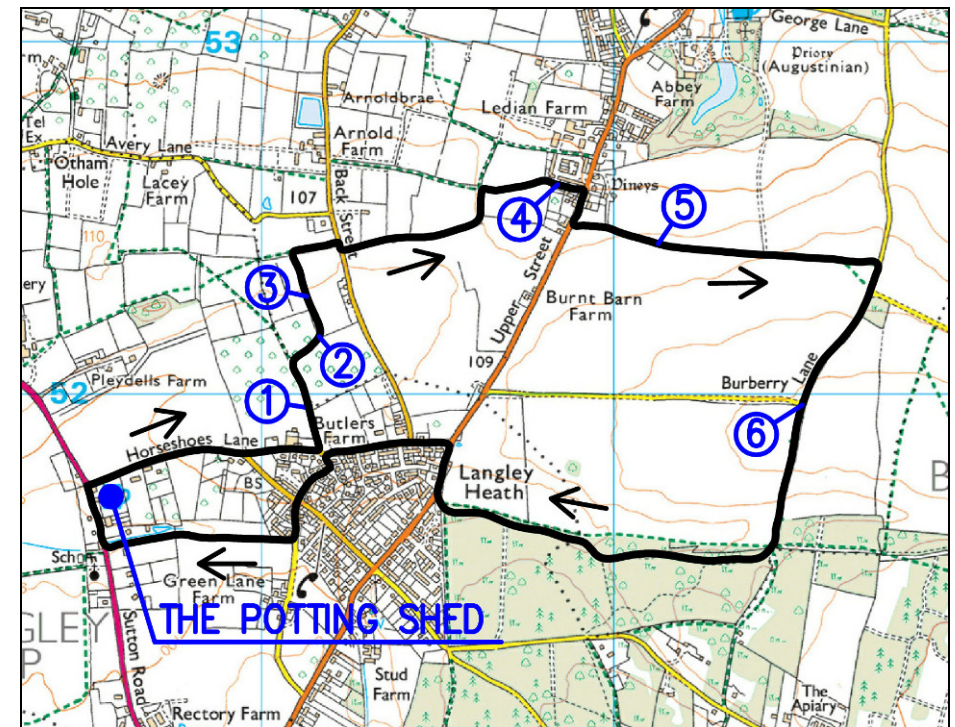 53
George Lane
Priory
(Augustinian)
Abbey
Farm
Arnoldbrae
Ledian Farm
Tel
Ex
Avery Lane
Arnold
Farm
Otham
Hole
Lacey
Farm
107
Back Street
Pineys
4
5
110
3
Upper Street
Burnt Barn
Farm
2
109
52
Pleydells Farm
1
Burberry Lane
Butlers
Farm
6
Horseshoes Lane
BS
Langley
Heath
B
Sch
Green Lane
Farm
GLEY
P
THE POTTING SHED
Sutton Road
Stud
Farm
Rectory Farm
The
Apiary